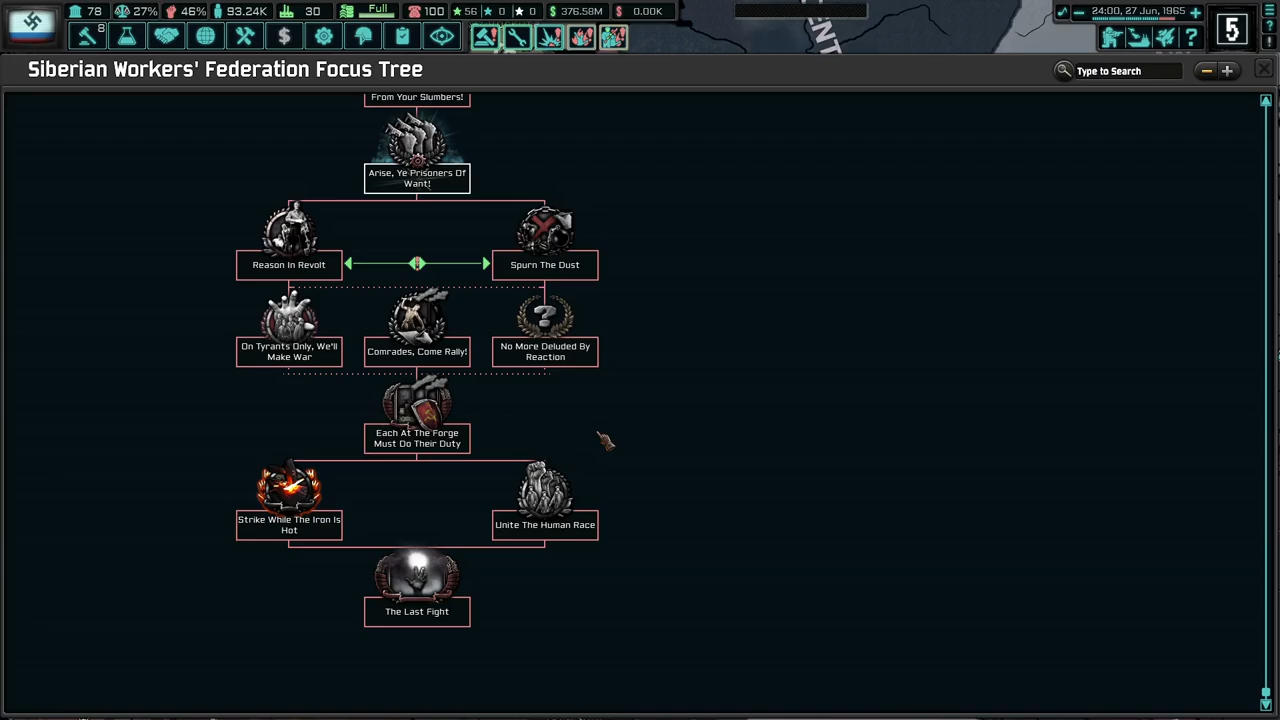 78 27% 46% 93.24K 30 Full 100 56 0 0 $ 376.58M $ 0.00K
24:00, 27 Jun, 1965
5
8
ENT
Siberian Workers' Federation Focus Tree
Type to Search
From Your Slumbers!
Arise, Ye Prisoners Of
Want!
Reason In Revolt
Spurn The Dust
On Tyrants Only, We'll
Make War
Comrades, Come Rally!
No More Deluded By
Reaction
Each At The Forge
Must Do Their Duty
Strike While The Iron Is
Hot
Unite The Human Race
The Last Fight